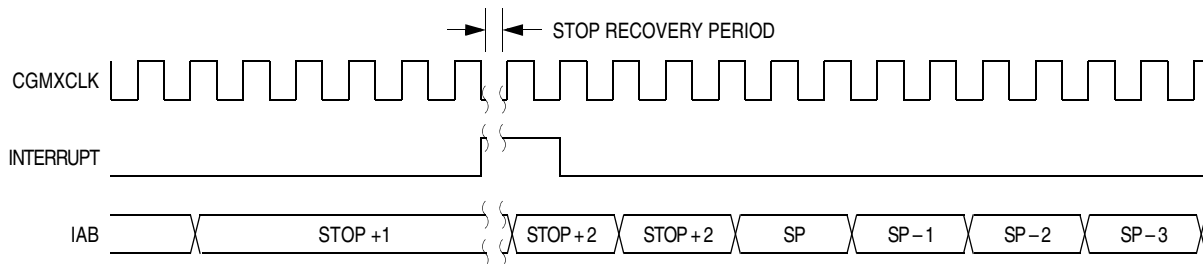 STOP RECOVERY PERIOD
CGMXCLK
INTERRUPT
IAB STOP +1 STOP + 2 STOP + 2 SP SP – 1 SP – 2 SP – 3